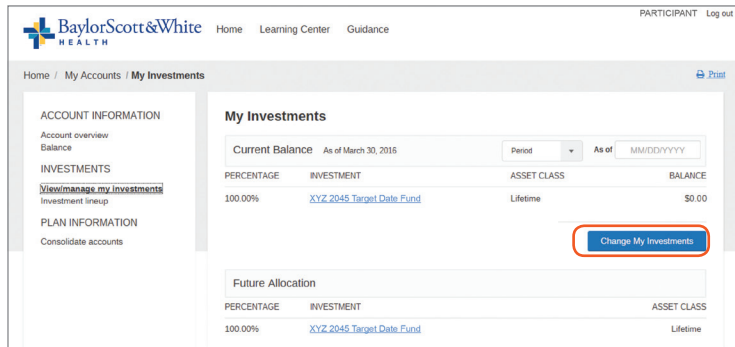 PARTICIPANT Log out
BaylorScott&White
HEALTH
Home Learning Center Guidance
Home / My Accounts / My Investments
Print
ACCOUNT INFORMATION
Account overview
Balance
INVESTMENTS
View/manage my investments
Investment lineup
PLAN INFORMATION
Consolidate accounts
My Investments
Current Balance As of March 30, 2016 Period As of MM/DD/YYYY
PERCENTAGE INVESTMENT ASSET CLASS BALANCE
100.00% XYZ 2045 Target Date Fund Lifetime $0.00
Change My Investments
Future Allocation
PERCENTAGE INVESTMENT ASSET CLASS
100.00% XYZ 2045 Target Date Fund Lifetime